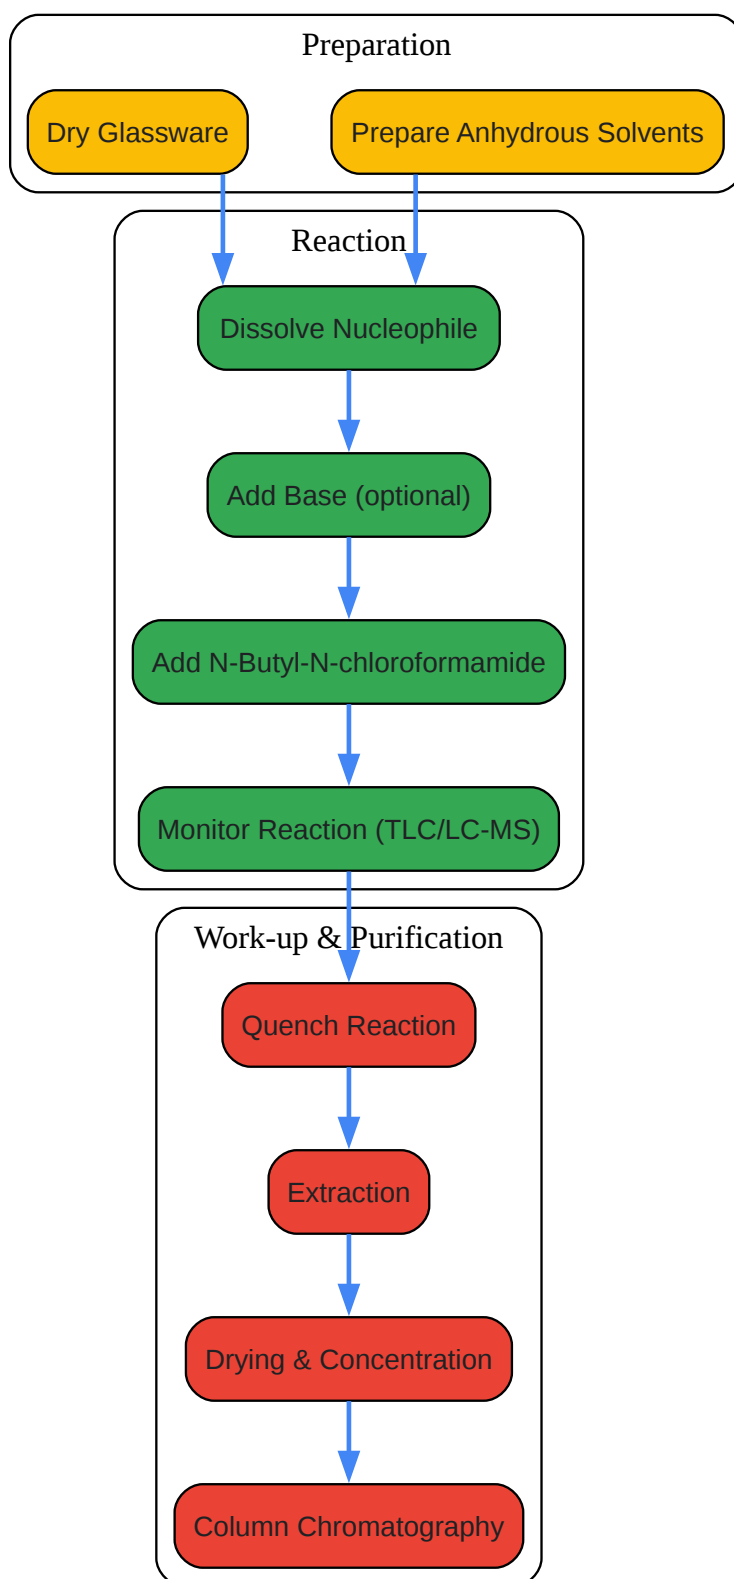 Preparation
Dry Glassware
Prepare Anhydrous Solvents
Reaction
Dissolve Nucleophile
Add Base (optional)
Add N-Butyl-N-chloroformamide
Monitor Reaction (TLC/LC-MS)
Work-up & Purification
Quench Reaction
Extraction
Drying & Concentration
Column Chromatography